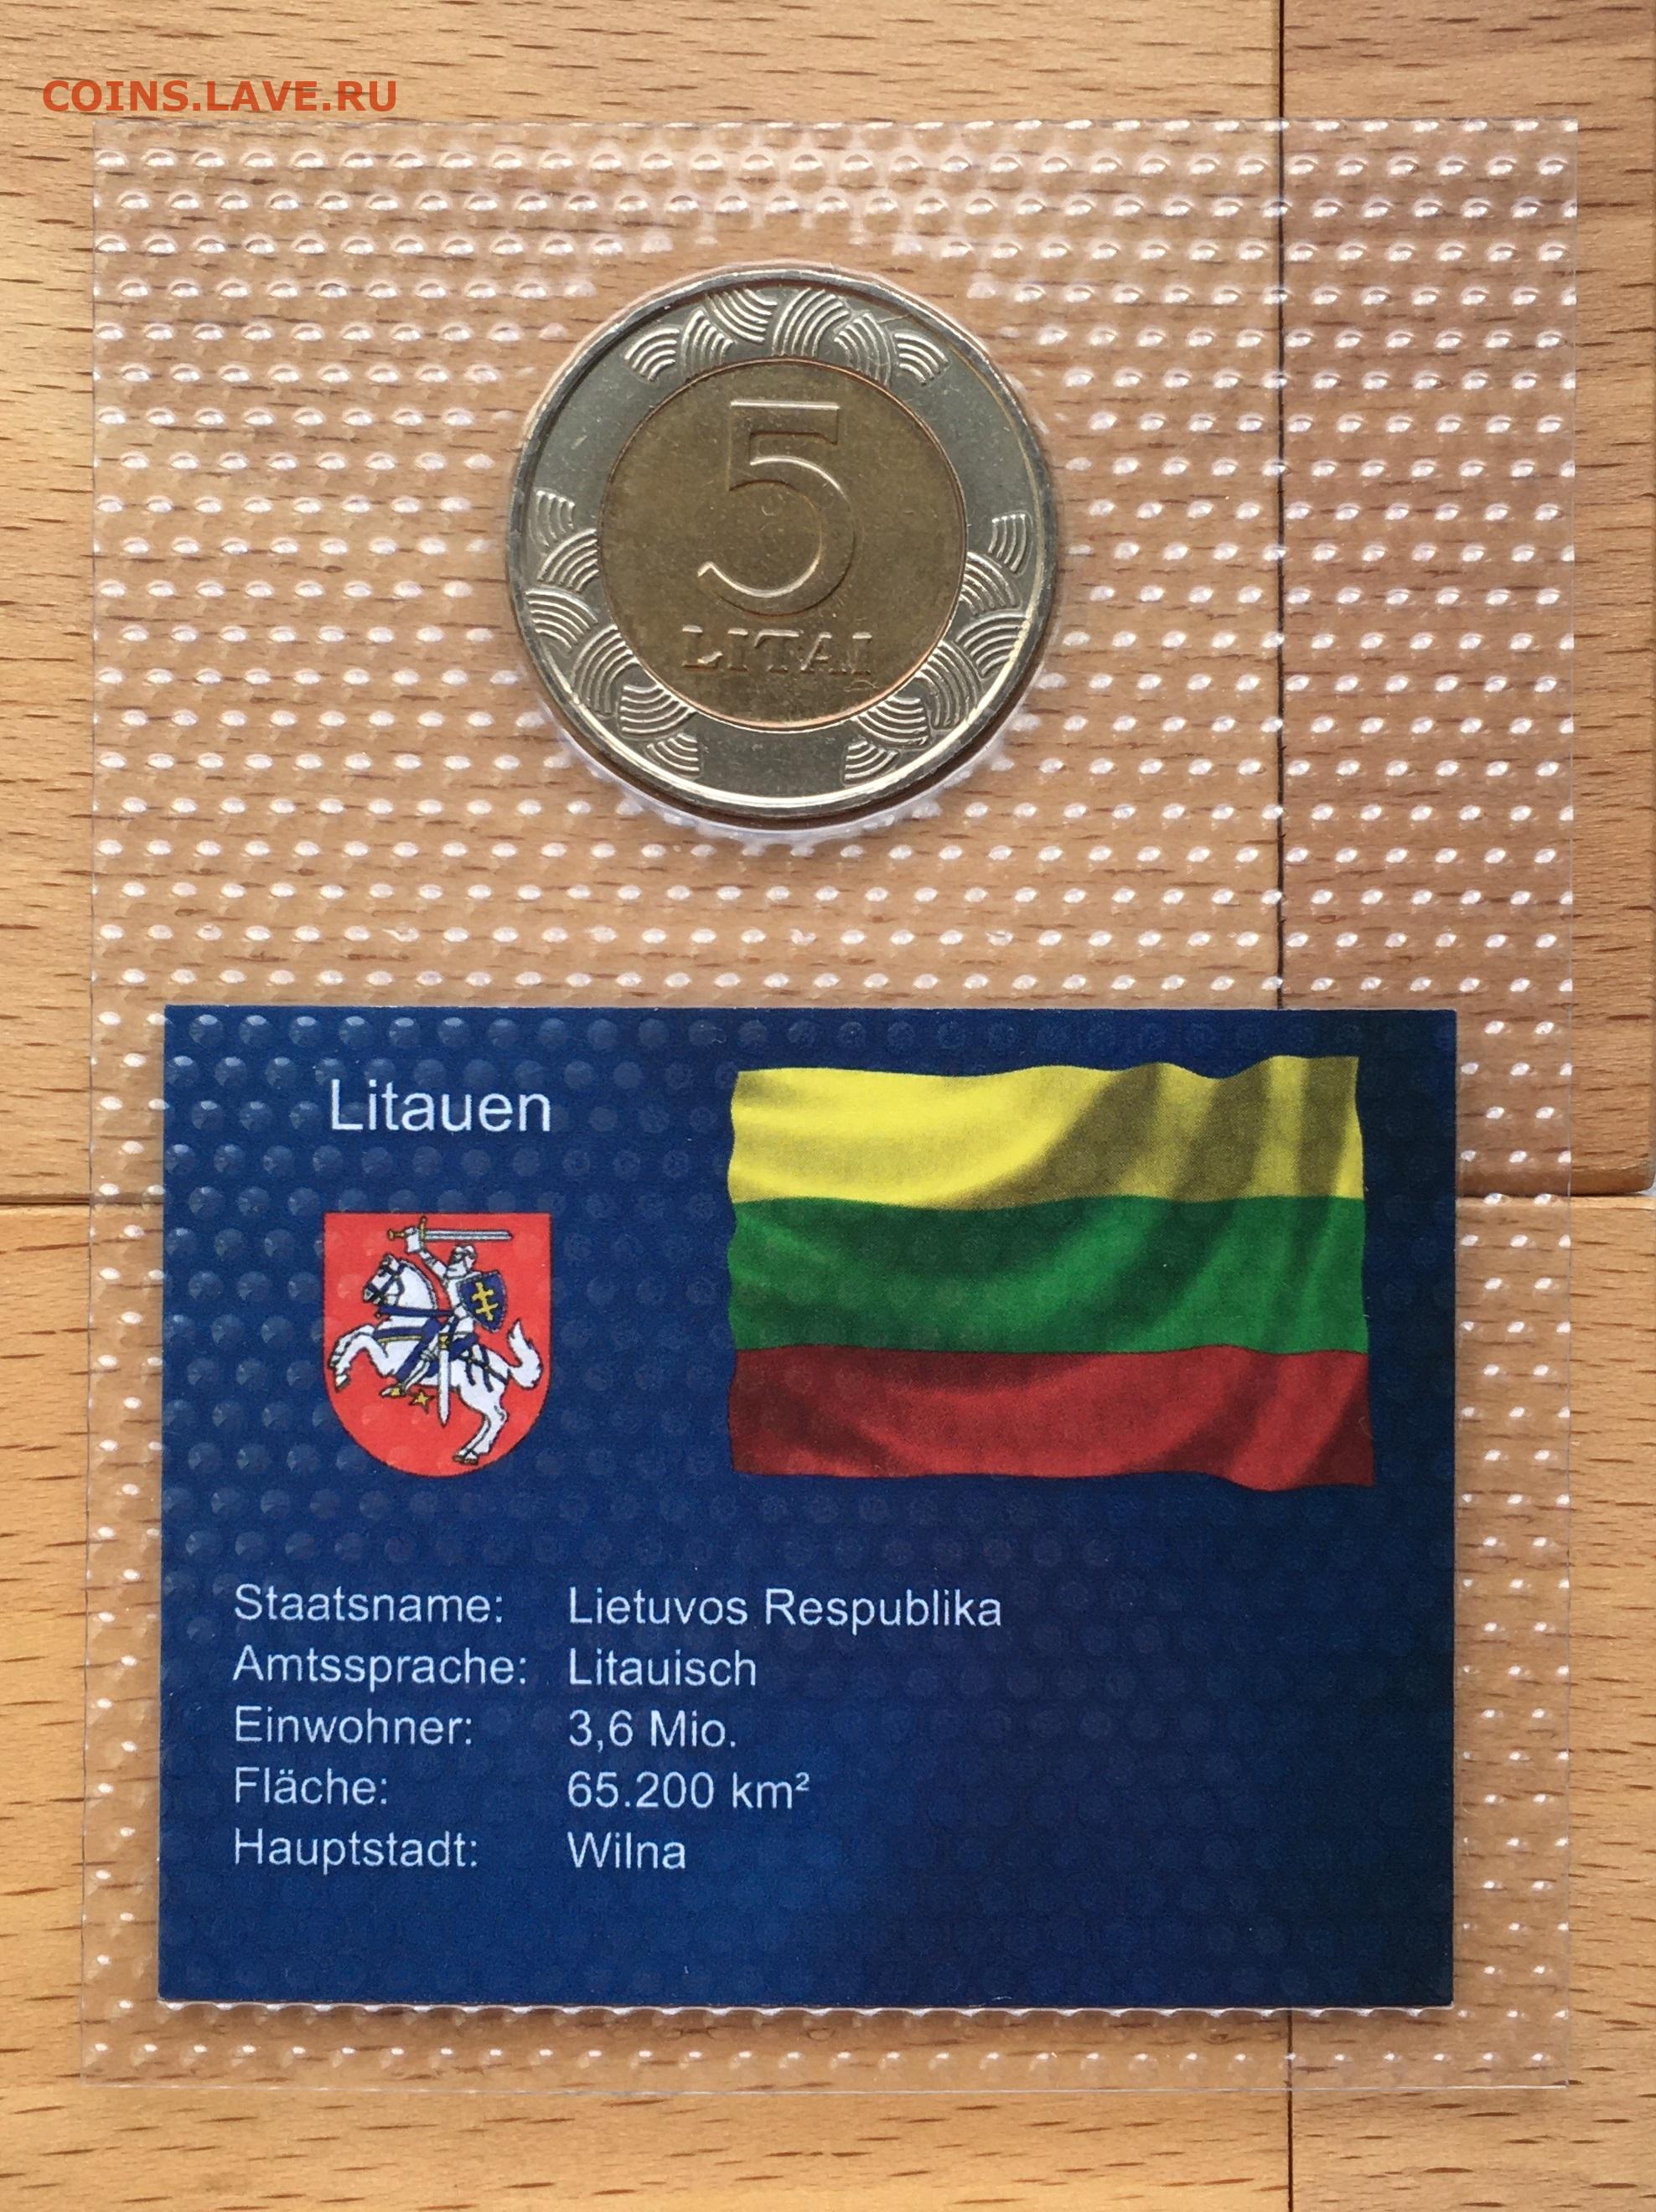 COINS.LAVE.RU
5
LITAI
Litauen
Staatsname: Lietuvos Respublika
Amtssprache: Litauisch
Einwohner: 3,6 Mio.
Fläche: 65.200 km²
Hauptstadt: Wilna